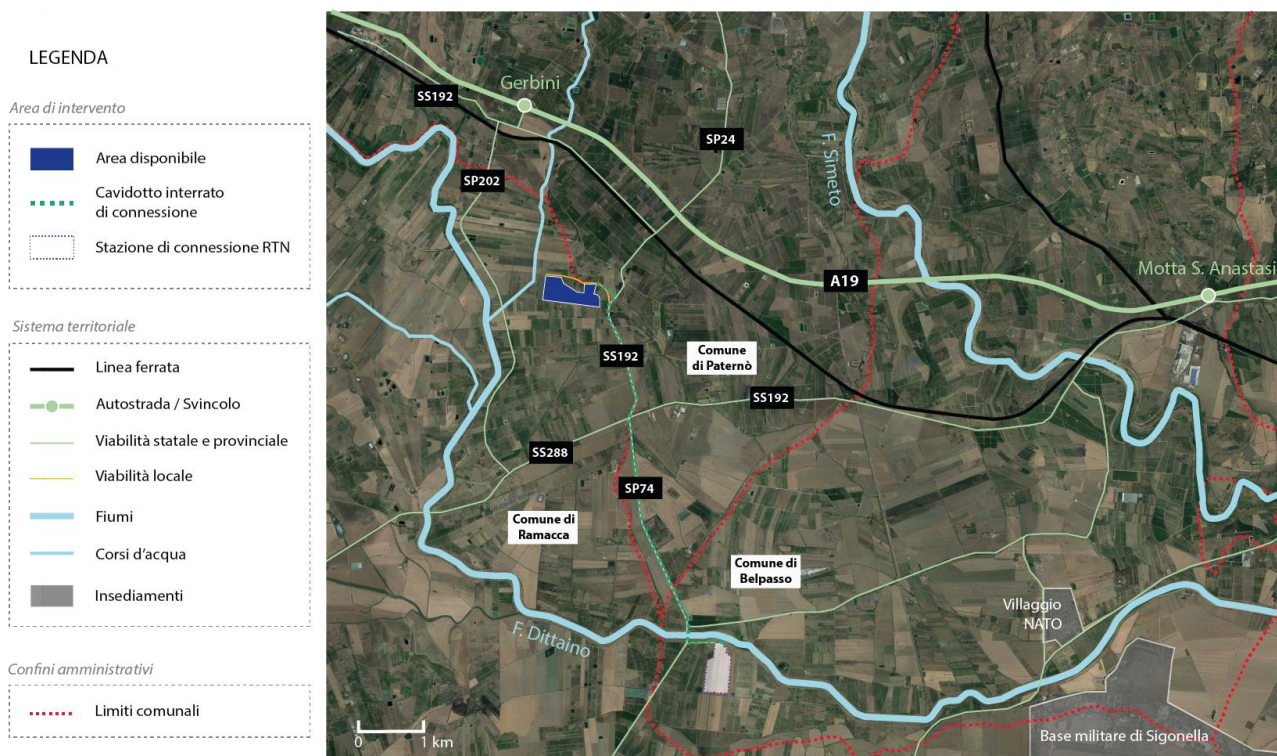 LEGENDA
Area di intervento
Area disponibile
Cavidotto interrato
di connessione
Stazione di connessione RTN
Sistema territoriale
Linea ferrata
Autostrada / Svincolo
Viabilità statale e provinciale
Viabilità locale
Fiumi
Corsi d'acqua
Insediamenti
Confini amministrativi
Limiti comunali
Gerbini
SS192
SP24
F. Simeto
SP202
A19
Motta S. Anastasi
SS192
Comune
di Paternò
SS192
SS288
SP74
Comune di
Ramacca
Comune di
Belpasso
Villaggio
NATO
F. Dittaino
Base militare di Sigonella
0 1 km